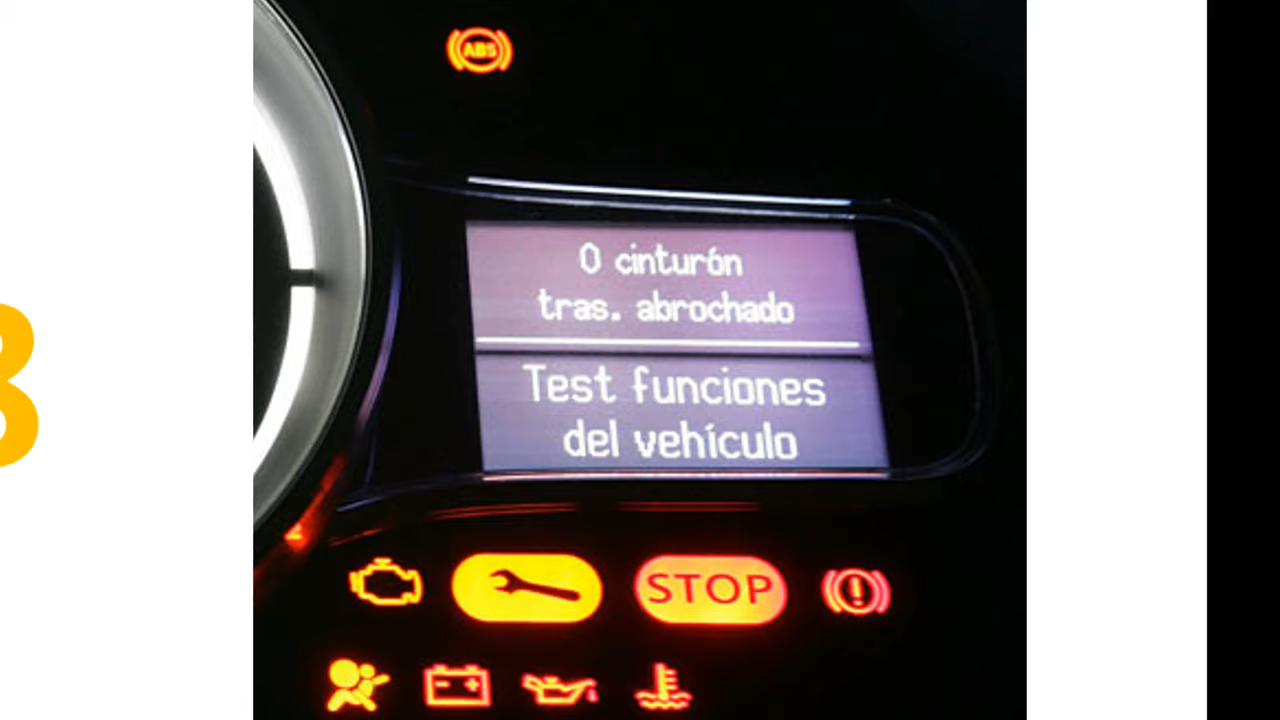 ABS
0 cinturón
tras. abrochado
Test funciones
del vehículo
STOP